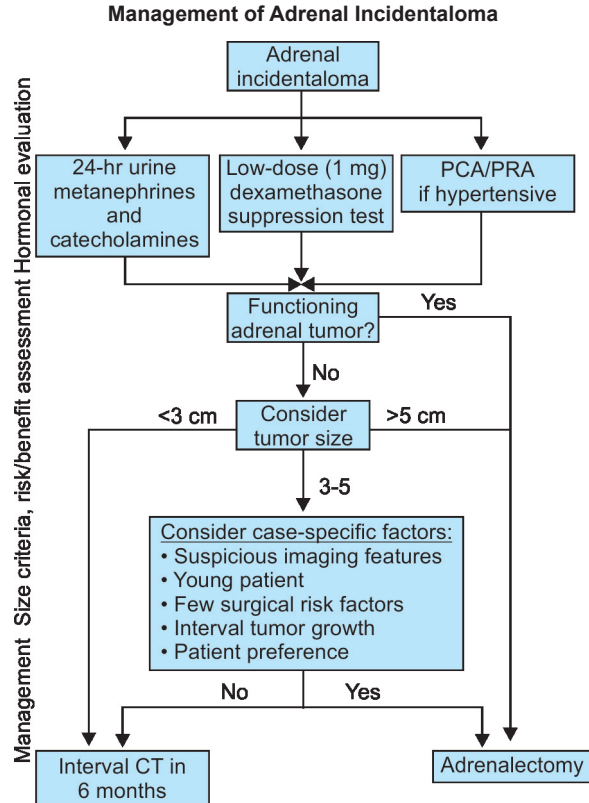 Management of Adrenal Incidentaloma
Adrenal
incidentaloma
24-hr urine
metanephrines
and
catecholamines
Low-dose (1 mg)
dexamethasone
suppression test
PCA/PRA
if hypertensive
Functioning
adrenal tumor?
Yes
No
<3 cm
Consider
tumor size
>5 cm
3-5
Consider case-specific factors:
• Suspicious imaging features
• Young patient
• Few surgical risk factors
• Interval tumor growth
• Patient preference
No
Yes
Interval CT in
6 months
Adrenalectomy
Management Size criteria, risk/benefit assessment Hormonal evaluation